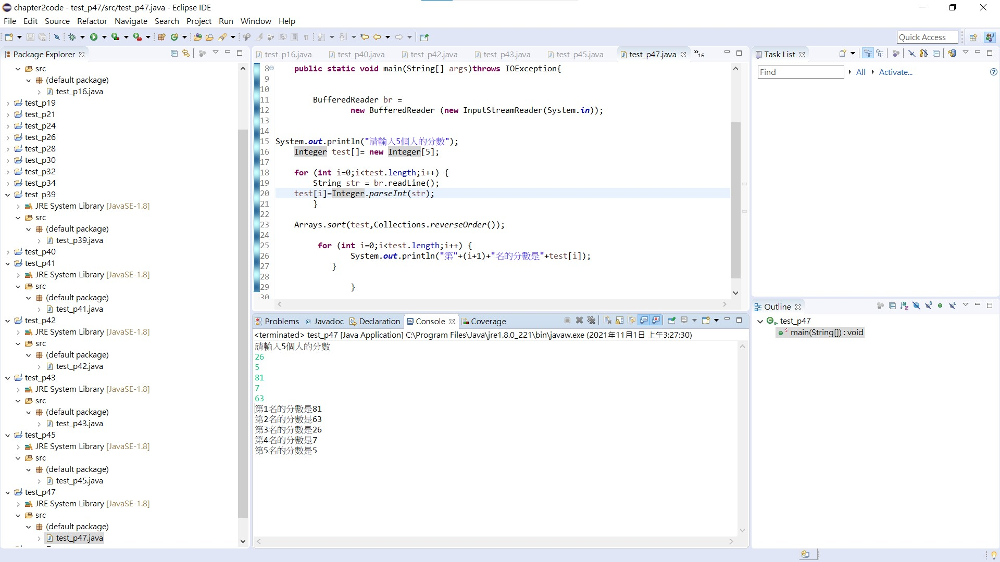 chapter2code - test_p47/src/test_p47.java - Eclipse IDE
File Edit Source Refactor Navigate Search Project Run Window Help
Quick Access
Package Explorer
src
(default package)
test_p16.java
test_p19
test_p21
test_p24
test_p26
test_p28
test_p30
test_p32
test_p34
test_p39
JRE System Library [JavaSE-1.8]
src
(default package)
test_p39.java
test_p40
test_p41
JRE System Library [JavaSE-1.8]
src
(default package)
test_p41.java
test_p42
JRE System Library [JavaSE-1.8]
src
(default package)
test_p42.java
test_p43
JRE System Library [JavaSE-1.8]
src
(default package)
test_p43.java
test_p45
JRE System Library [JavaSE-1.8]
src
(default package)
test_p45.java
test_p47
JRE System Library [JavaSE-1.8]
src
(default package)
test_p47.java
test_p16.java test_p40.java test_p42.java test_p43.java test_p45.java test_p47.java »16
8 public static void main(String[] args)throws IOException{
9
10
11 BufferedReader br =
12 new BufferedReader (new InputStreamReader(System.in));
13
14
15 System.out.println("請輸入5個人的分數");
16 Integer test[]= new Integer[5];
17
18 for (int i=0;i<test.length;i++) {
19 String str = br.readLine();
20 test[i]=Integer.parseInt(str);
21 }
22
23 Arrays.sort(test,Collections.reverseOrder());
24
25 for (int i=0;i<test.length;i++) {
26 System.out.println("第"+(i+1)+"名的分數是"+test[i]);
27 }
28
29 }
30
Problems Javadoc Declaration Console Coverage
<terminated> test_p47 [Java Application] C:\Program Files\Java\jre1.8.0_221\bin\javaw.exe (2021年11月1日 上午3:27:30)
請輸入5個人的分數
26
5
81
7
63
第1名的分數是81
第2名的分數是63
第3名的分數是26
第4名的分數是7
第5名的分數是5
Task List
Find All Activate...
Outline
test_p47
main(String[]) : void